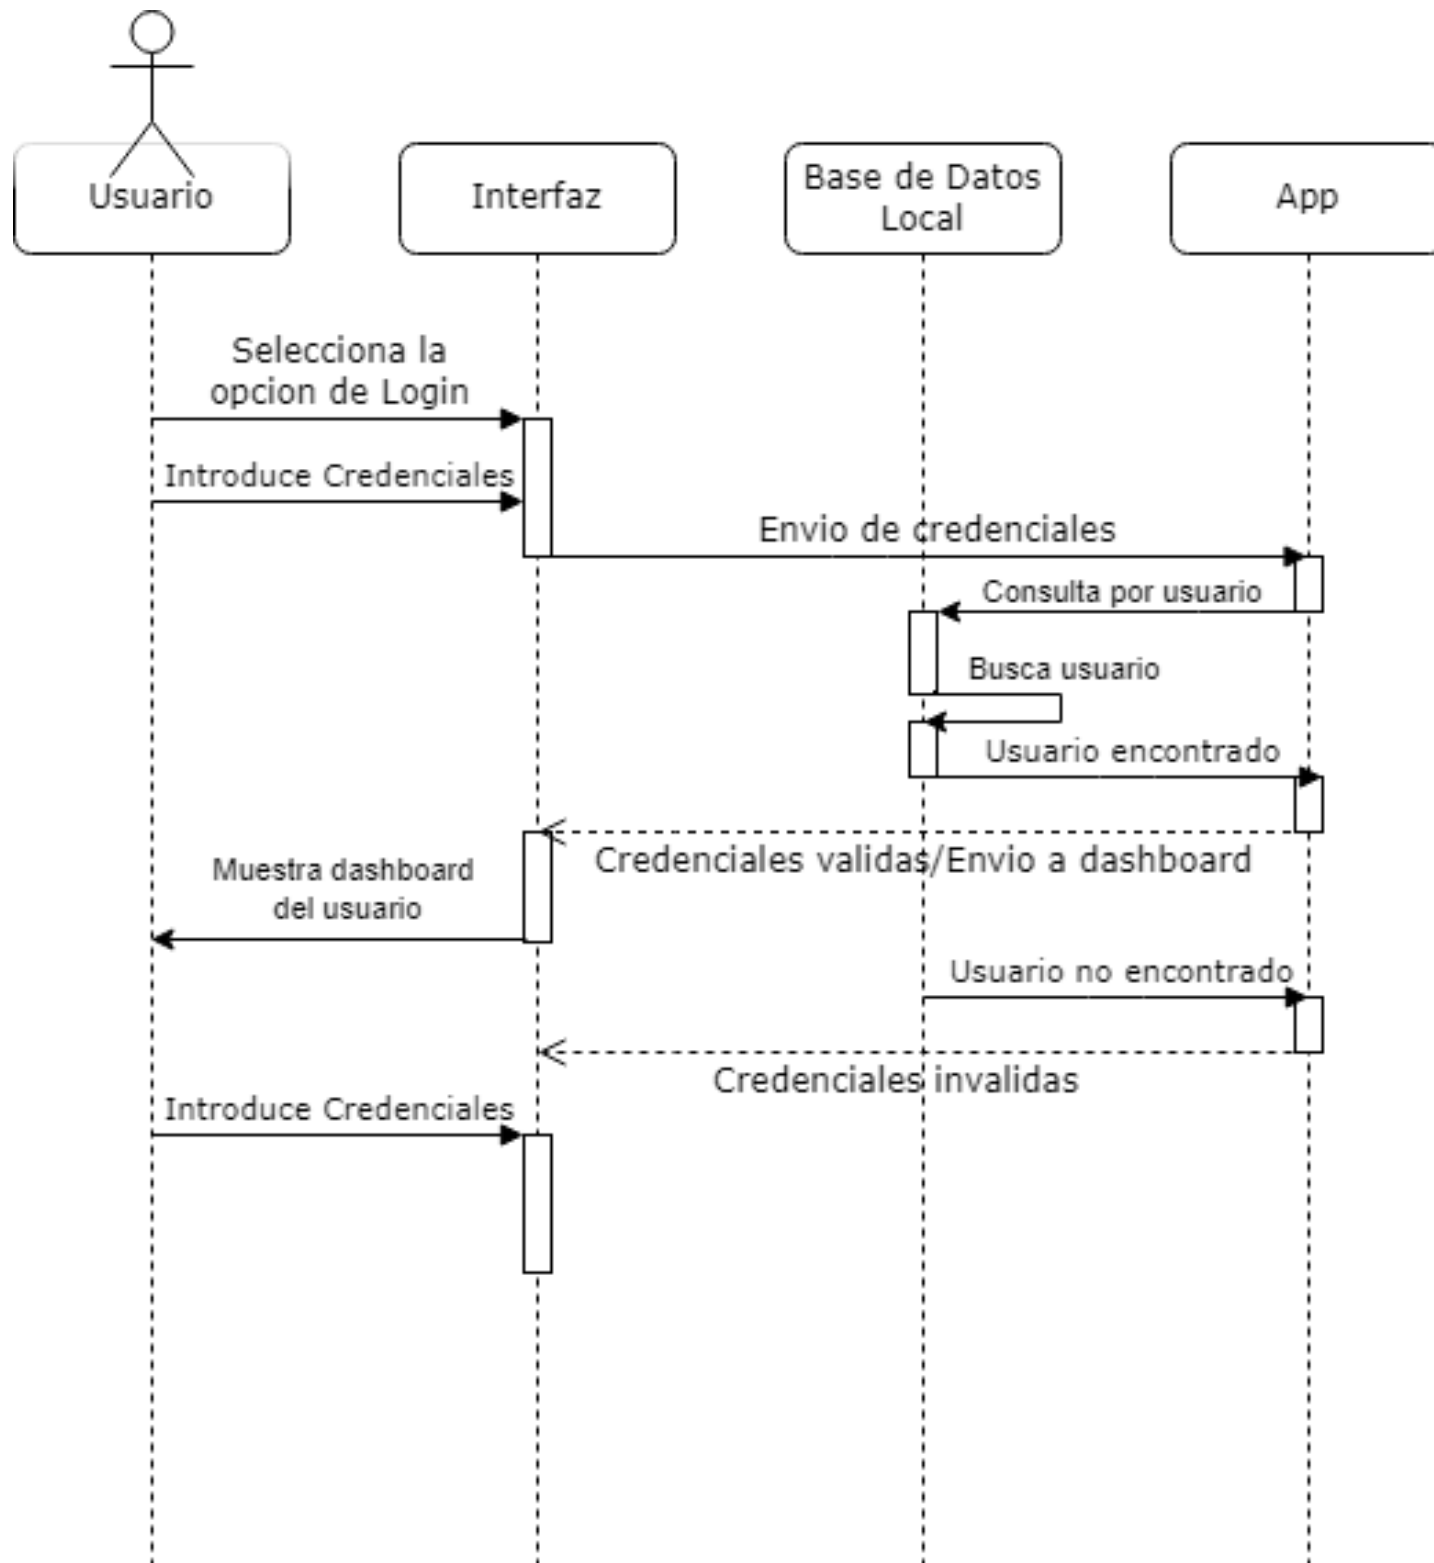 Usuario
Interfaz
Base de Datos
Local
App
Selecciona la
opcion de Login
Introduce Credenciales
Envio de credenciales
Consulta por usuario
Busca usuario
Usuario encontrado
Credenciales validas/Envio a dashboard
Muestra dashboard
del usuario
Usuario no encontrado
Credenciales invalidas
Introduce Credenciales